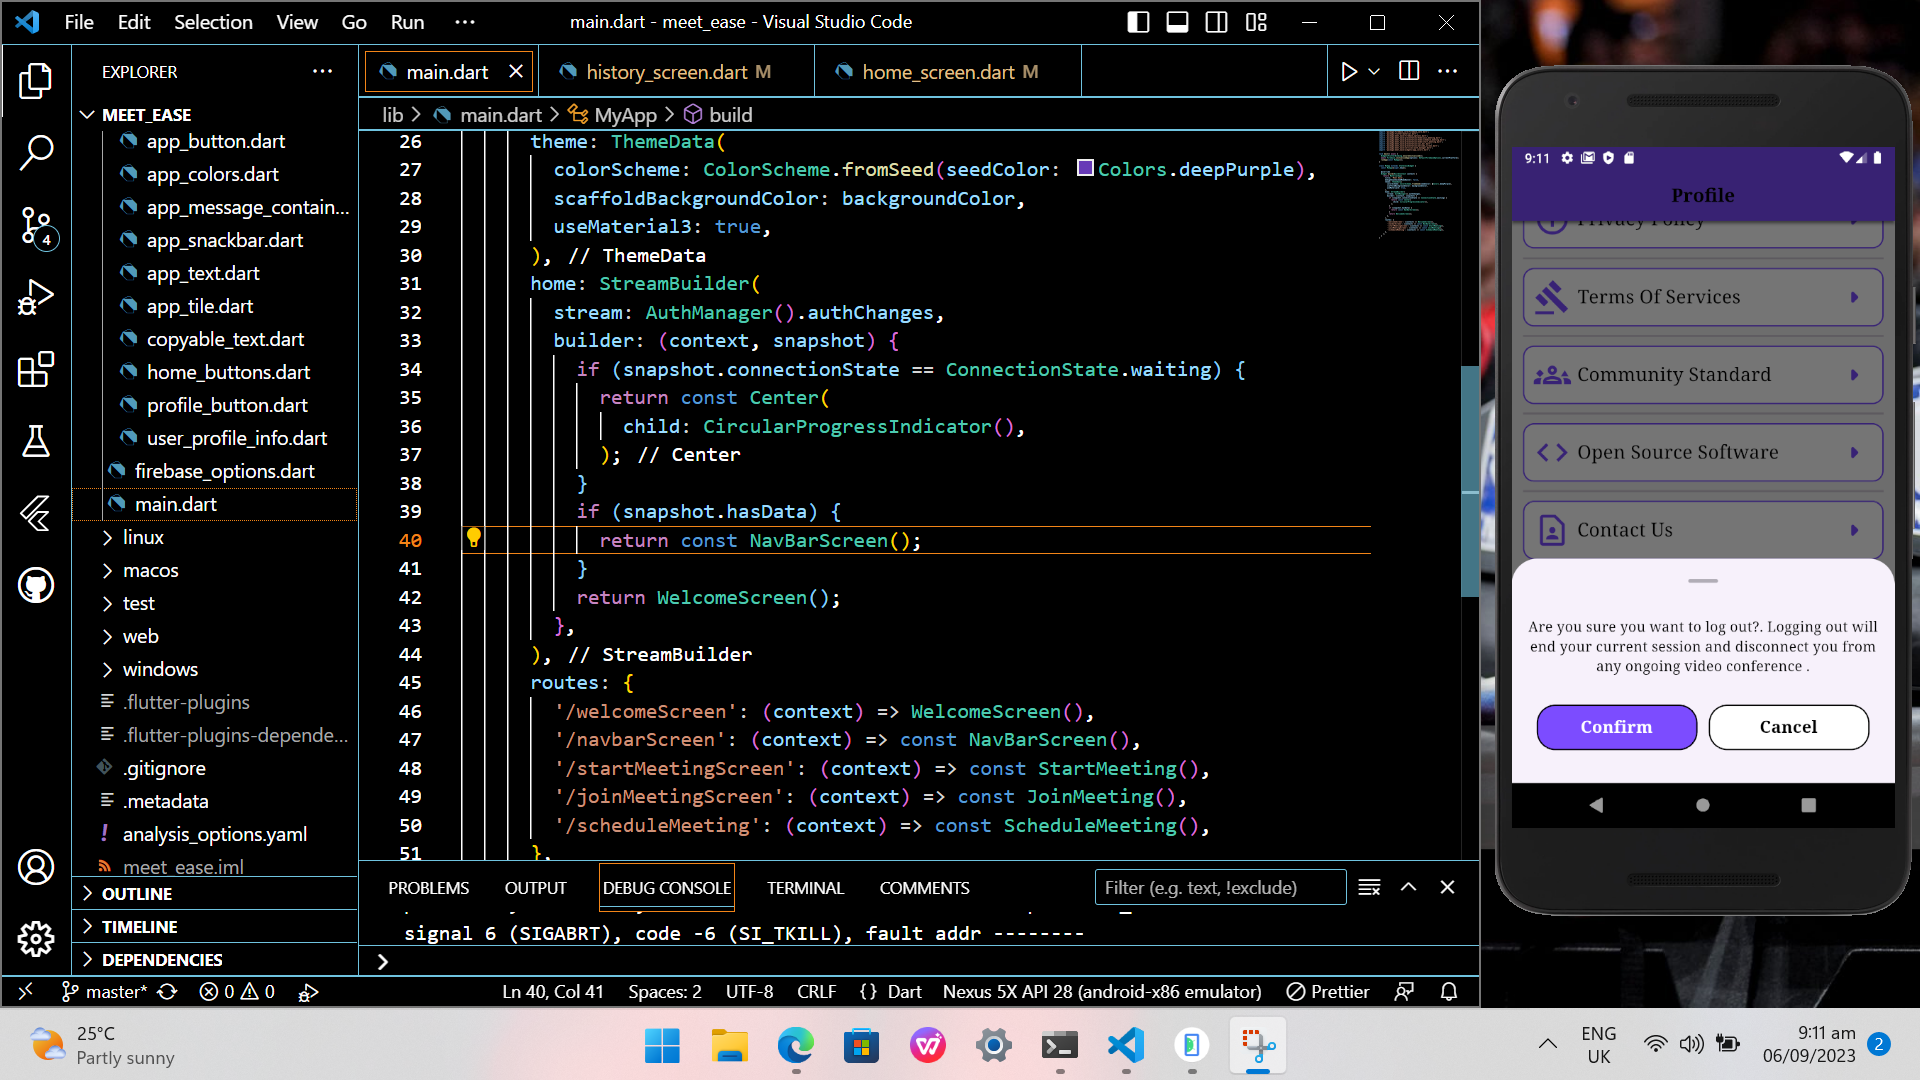 File Edit Selection View Go Run ···
main.dart - meet_ease - Visual Studio Code
EXPLORER
MEET_EASE
app_button.dart
app_colors.dart
app_message_contain...
app_snackbar.dart
app_text.dart
app_tile.dart
copyable_text.dart
home_buttons.dart
profile_button.dart
user_profile_info.dart
firebase_options.dart
main.dart
linux
macos
test
web
windows
.flutter-plugins
.flutter-plugins-depende...
.gitignore
.metadata
analysis_options.yaml
meet_ease.iml
OUTLINE
TIMELINE
DEPENDENCIES
4
main.dart
history_screen.dart M
home_screen.dart M
lib > main.dart > MyApp > build
26 theme: ThemeData(
27 colorScheme: ColorScheme.fromSeed(seedColor: Colors.deepPurple),
28 scaffoldBackgroundColor: backgroundColor,
29 useMaterial3: true,
30 ), // ThemeData
31 home: StreamBuilder(
32 stream: AuthManager().authChanges,
33 builder: (context, snapshot) {
34 if (snapshot.connectionState == ConnectionState.waiting) {
35 return const Center(
36 child: CircularProgressIndicator(),
37 ); // Center
38 }
39 if (snapshot.hasData) {
40 return const NavBarScreen();
41 }
42 return WelcomeScreen();
43 },
44 ), // StreamBuilder
45 routes: {
46 '/welcomeScreen': (context) => WelcomeScreen(),
47 '/navbarScreen': (context) => const NavBarScreen(),
48 '/startMeetingScreen': (context) => const StartMeeting(),
49 '/joinMeetingScreen': (context) => const JoinMeeting(),
50 '/scheduleMeeting': (context) => const ScheduleMeeting(),
51 },
PROBLEMS OUTPUT DEBUG CONSOLE TERMINAL COMMENTS
Filter (e.g. text, !exclude)
signal 6 (SIGABRT), code -6 (SI_TKILL), fault addr --------
>
master* 0 0
Ln 40, Col 41 Spaces: 2 UTF-8 CRLF {} Dart Nexus 5X API 28 (android-x86 emulator) Prettier
9:11
Profile
Privacy Policy
Terms Of Services
Community Standard
Open Source Software
Contact Us
Are you sure you want to log out?. Logging out will
end your current session and disconnect you from
any ongoing video conference .
Confirm
Cancel
25°C
Partly sunny
ENG
UK
9:11 am
06/09/2023
2